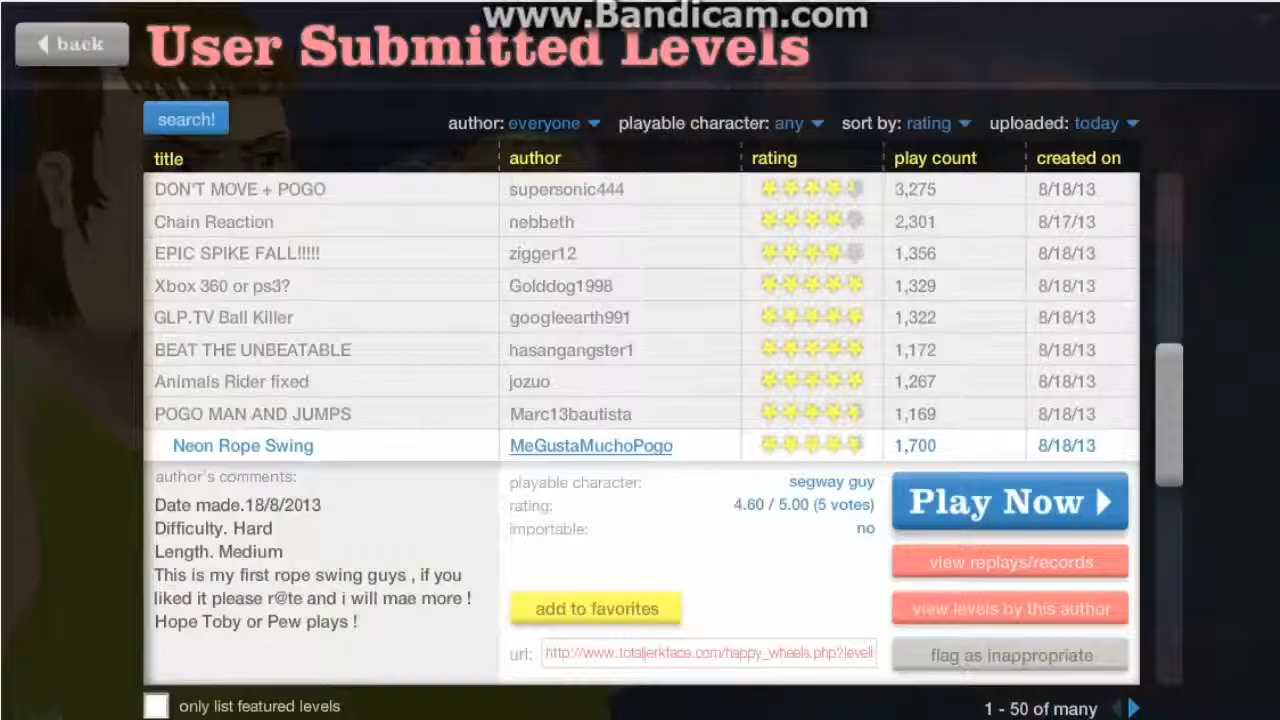 www.Bandicam.com
back
User Submitted Levels
search!
author: everyone playable character: any sort by: rating uploaded: today
title author rating play count created on
DON'T MOVE + POGO supersonic444 3,275 8/18/13
Chain Reaction nebbeth 2,301 8/17/13
EPIC SPIKE FALL!!!!! zigger12 1,356 8/18/13
Xbox 360 or ps3? Golddog1998 1,329 8/18/13
GLP.TV Ball Killer googleearth991 1,322 8/18/13
BEAT THE UNBEATABLE hasangangster1 1,172 8/18/13
Animals Rider fixed jozuo 1,267 8/18/13
POGO MAN AND JUMPS Marc13bautista 1,169 8/18/13
Neon Rope Swing MeGustaMuchoPogo 1,700 8/18/13
author's comments:
Date made.18/8/2013
Difficulty. Hard
Length. Medium
This is my first rope swing guys , if you
liked it please r@te and i will mae more !
Hope Toby or Pew plays !
playable character: segway guy
rating: 4.60 / 5.00 (5 votes)
importable: no
add to favorites
url: http://www.totaljerkface.com/happy_wheels.php?level
Play Now
view replays/records
view levels by this author
flag as inappropriate
only list featured levels
1 - 50 of many